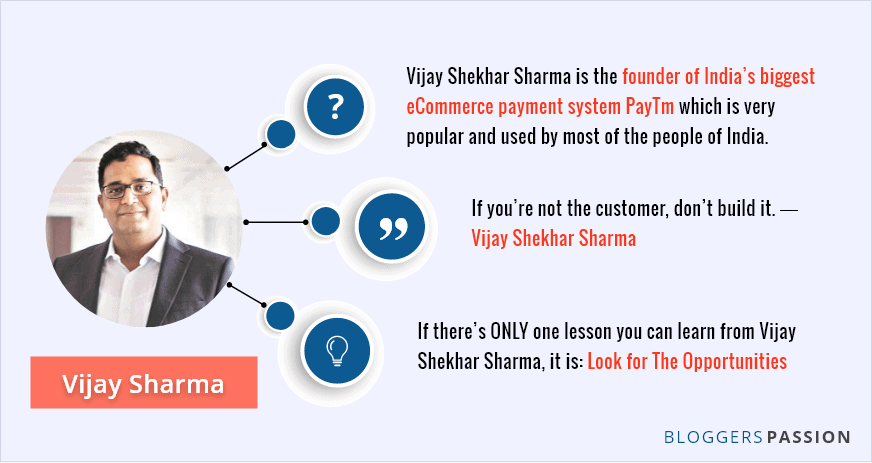 Vijay Shekhar Sharma is the founder of India's biggest
eCommerce payment system PayTm which is very
popular and used by most of the people of India.
?
If you're not the customer, don't build it. —
Vijay Shekhar Sharma
”
If there's ONLY one lesson you can learn from Vijay
Shekhar Sharma, it is: Look for The Opportunities
Vijay Sharma
BLOGGERSPASSION